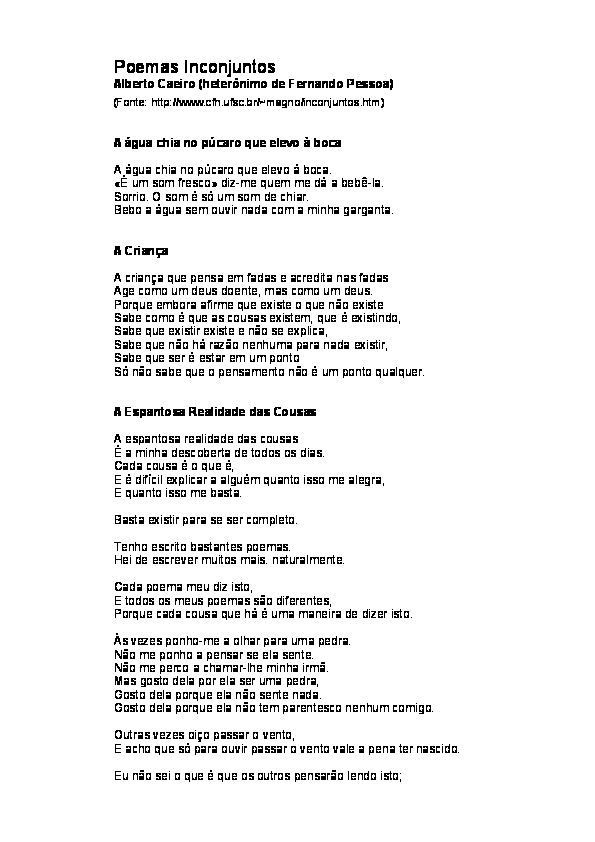 Poemas Inconjuntos
Alberto Caeiro (heterónimo de Fernando Pessoa)
(Fonte: http://www.cfh.ufsc.br/~magno/inconjuntos.htm)
A água chia no púcaro que elevo à boca
A água chia no púcaro que elevo à boca.
«É um som fresco» diz-me quem me dá a bebê-la.
Sorrio. O som é só um som de chiar.
Bebo a água sem ouvir nada com a minha garganta.
A Criança
A criança que pensa em fadas e acredita nas fadas
Age como um deus doente, mas como um deus.
Porque embora afirme que existe o que não existe
Sabe como é que as cousas existem, que é existindo,
Sabe que existir existe e não se explica,
Sabe que não há razão nenhuma para nada existir,
Sabe que ser é estar em um ponto
Só não sabe que o pensamento não é um ponto qualquer.
A Espantosa Realidade das Cousas
A espantosa realidade das cousas
É a minha descoberta de todos os dias.
Cada cousa é o que é,
E é difícil explicar a alguém quanto isso me alegra,
E quanto isso me basta.
Basta existir para se ser completo.
Tenho escrito bastantes poemas.
Hei de escrever muitos mais. naturalmente.
Cada poema meu diz isto,
E todos os meus poemas são diferentes,
Porque cada cousa que há é uma maneira de dizer isto.
Às vezes ponho-me a olhar para uma pedra.
Não me ponho a pensar se ela sente.
Não me perco a chamar-lhe minha irmã.
Mas gosto dela por ela ser uma pedra,
Gosto dela porque ela não sente nada.
Gosto dela porque ela não tem parentesco nenhum comigo.
Outras vezes oiço passar o vento,
E acho que só para ouvir passar o vento vale a pena ter nascido.
Eu não sei o que é que os outros pensarão lendo isto;